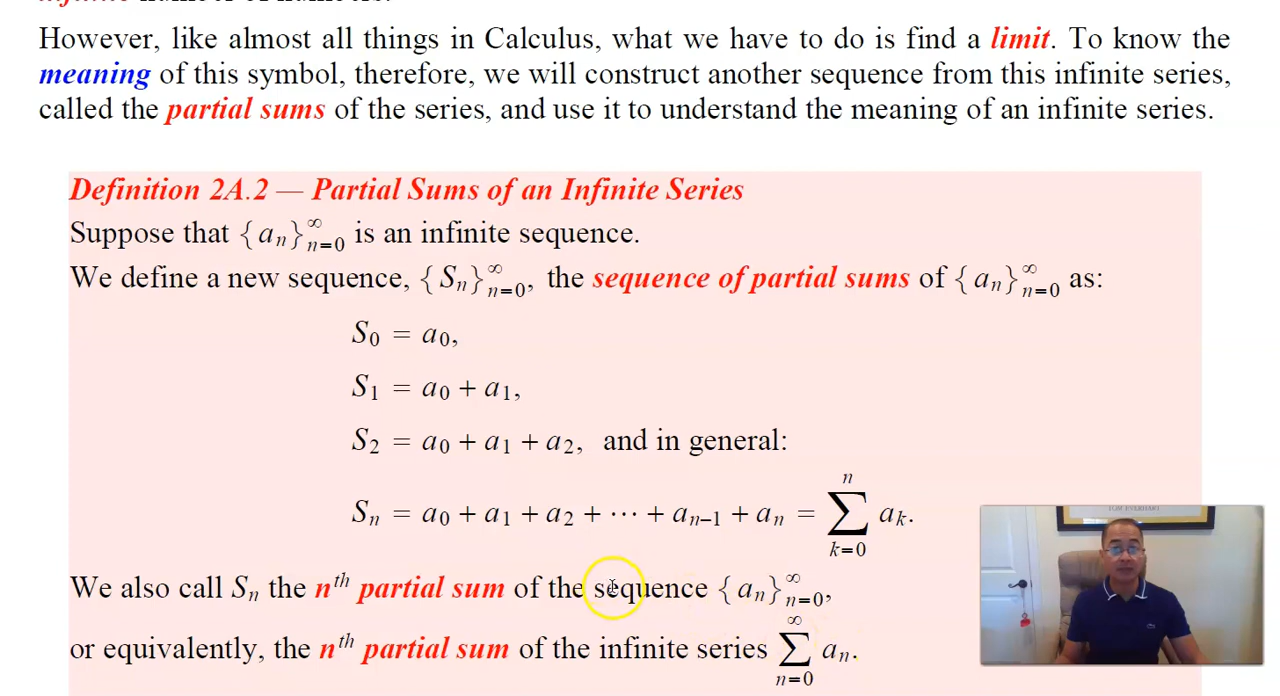 infinite number of numbers.
However, like almost all things in Calculus, what we have to do is find a limit. To know the
meaning of this symbol, therefore, we will construct another sequence from this infinite series,
called the partial sums of the series, and use it to understand the meaning of an infinite series.
Definition 2A.2 — Partial Sums of an Infinite Series
Suppose that {aₙ}∞ₙ₌₀ is an infinite sequence.
We define a new sequence, {Sₙ}∞ₙ₌₀, the sequence of partial sums of {aₙ}∞ₙ₌₀ as:
S₀ = a₀,
S₁ = a₀ + a₁,
S₂ = a₀ + a₁ + a₂, and in general:
Sₙ = a₀ + a₁ + a₂ + ⋯ + aₙ₋₁ + aₙ = ∑ⁿₖ₌₀ aₖ.
We also call Sₙ the nᵗʰ partial sum of the sequence {aₙ}∞ₙ₌₀,
or equivalently, the nᵗʰ partial sum of the infinite series ∑∞ₙ₌₀ aₙ.